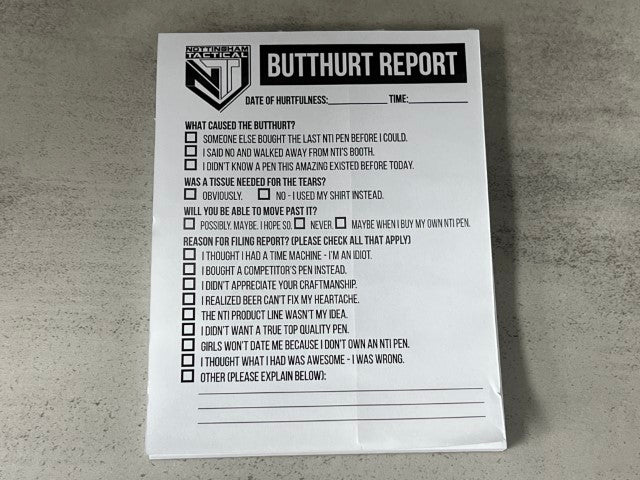 NOTTINGHAM
TACTICAL
NT
BUTTHURT REPORT
DATE OF HURTFULNESS:____________ TIME:____________
WHAT CAUSED THE BUTTHURT?
SOMEONE ELSE BOUGHT THE LAST NTI PEN BEFORE I COULD.
I SAID NO AND WALKED AWAY FROM NTI'S BOOTH.
I DIDN'T KNOW A PEN THIS AMAZING EXISTED BEFORE TODAY.
WAS A TISSUE NEEDED FOR THE TEARS?
OBVIOUSLY. NO - I USED MY SHIRT INSTEAD.
WILL YOU BE ABLE TO MOVE PAST IT?
POSSIBLY. MAYBE. I HOPE SO. NEVER. MAYBE WHEN I BUY MY OWN NTI PEN.
REASON FOR FILING REPORT? (PLEASE CHECK ALL THAT APPLY)
I THOUGHT I HAD A TIME MACHINE - I'M AN IDIOT.
I BOUGHT A COMPETITOR'S PEN INSTEAD.
I DIDN'T APPRECIATE YOUR CRAFTMANSHIP.
I REALIZED BEER CAN'T FIX MY HEARTACHE.
THE NTI PRODUCT LINE WASN'T MY IDEA.
I DIDN'T WANT A TRUE TOP QUALITY PEN.
GIRLS WON'T DATE ME BECAUSE I DON'T OWN AN NTI PEN.
I THOUGHT WHAT I HAD WAS AWESOME - I WAS WRONG.
OTHER (PLEASE EXPLAIN BELOW):